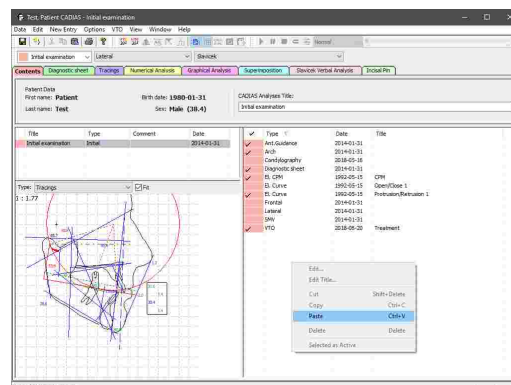 Test, Patient CADIAS - Initial examination
Date Edit New Entry Options VTO View Window Help
Normal
Initial examination Lateral Slavicek
Contents Diagnostic sheet Tracings Numerical Analysis Graphical Analysis Superimposition Slavicek Verbal Analysis Incisal Pin
Patient Data
First name: Patient Birth date: 1980-01-31
Last name: Test Sex: Male (38.4)
CADIAS Analyses Title:
Initial examination
Title Type Comment Date
Initial examination Initial 2014-01-31
Type: Tracings Fit
1 : 1.77
Type Date Title
Ant.Guidance 2014-01-31
Arch 2014-01-31
Condylography 2018-05-16
Diagnostic sheet 2014-01-31
El. CPM 1992-05-15 CPM
El. Curve 1992-05-15 Open/Close 1
El. Curve 1992-05-15 Protrusion/Retrusion 1
Frontal 2014-01-31
Lateral 2014-01-31
SMV 2014-01-31
VTO 2018-05-20 Treatment
Edit...
Edit Title...
Cut Shift+Delete
Copy Ctrl+C
Paste Ctrl+V
Delete Delete
Selected as Active